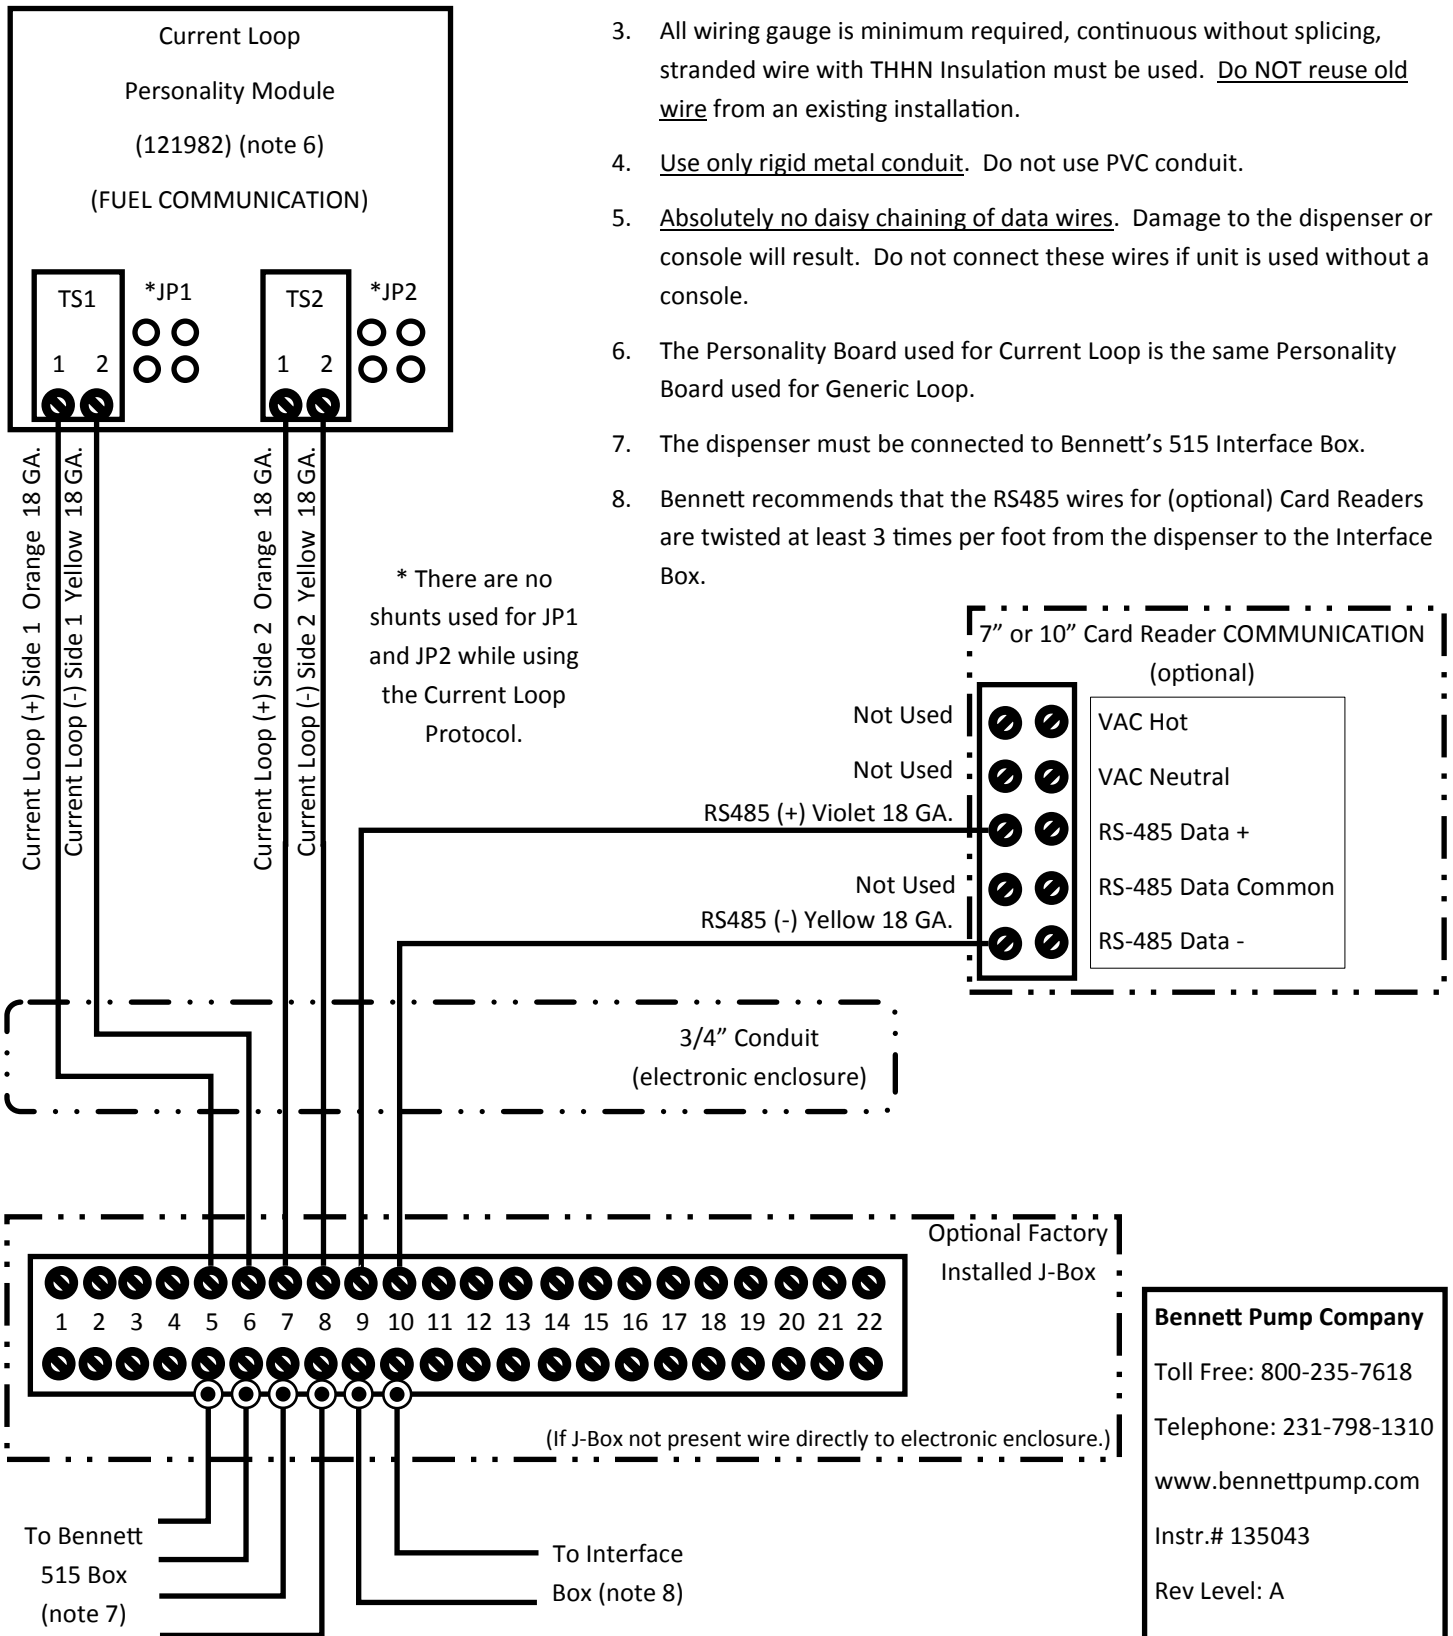 Current Loop
Personality Module
(121982) (note 6)
(FUEL COMMUNICATION)
TS1
*JP1
TS2
*JP2
1 2
1 2
Current Loop (+) Side 1 Orange 18 GA.
Current Loop (-) Side 1 Yellow 18 GA.
Current Loop (+) Side 2 Orange 18 GA.
Current Loop (-) Side 2 Yellow 18 GA.
* There are no
shunts used for JP1
and JP2 while using
the Current Loop
Protocol.
3. All wiring gauge is minimum required, continuous without splicing,
stranded wire with THHN Insulation must be used. Do NOT reuse old
wire from an existing installation.
4. Use only rigid metal conduit. Do not use PVC conduit.
5. Absolutely no daisy chaining of data wires. Damage to the dispenser or
console will result. Do not connect these wires if unit is used without a
console.
6. The Personality Board used for Current Loop is the same Personality
Board used for Generic Loop.
7. The dispenser must be connected to Bennett’s 515 Interface Box.
8. Bennett recommends that the RS485 wires for (optional) Card Readers
are twisted at least 3 times per foot from the dispenser to the Interface
Box.
7” or 10” Card Reader COMMUNICATION
(optional)
Not Used
VAC Hot
Not Used
VAC Neutral
RS485 (+) Violet 18 GA.
RS-485 Data +
Not Used
RS-485 Data Common
RS485 (-) Yellow 18 GA.
RS-485 Data -
3/4” Conduit
(electronic enclosure)
Optional Factory
Installed J-Box
1 2 3 4 5 6 7 8 9 10 11 12 13 14 15 16 17 18 19 20 21 22
(If J-Box not present wire directly to electronic enclosure.)
To Bennett
515 Box
(note 7)
To Interface
Box (note 8)
Bennett Pump Company
Toll Free: 800-235-7618
Telephone: 231-798-1310
www.bennettpump.com
Instr.# 135043
Rev Level: A